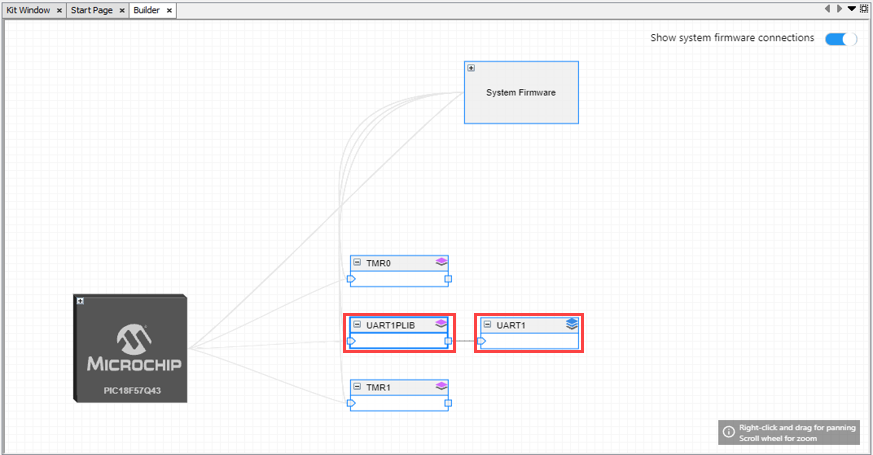 Kit Window × Start Page × Builder ×
Show system firmware connections
System Firmware
TMR0
UART1PLIB
UART1
MICROCHIP
PIC18F57Q43
TMR1
Right-click and drag for panning
Scroll wheel for zoom